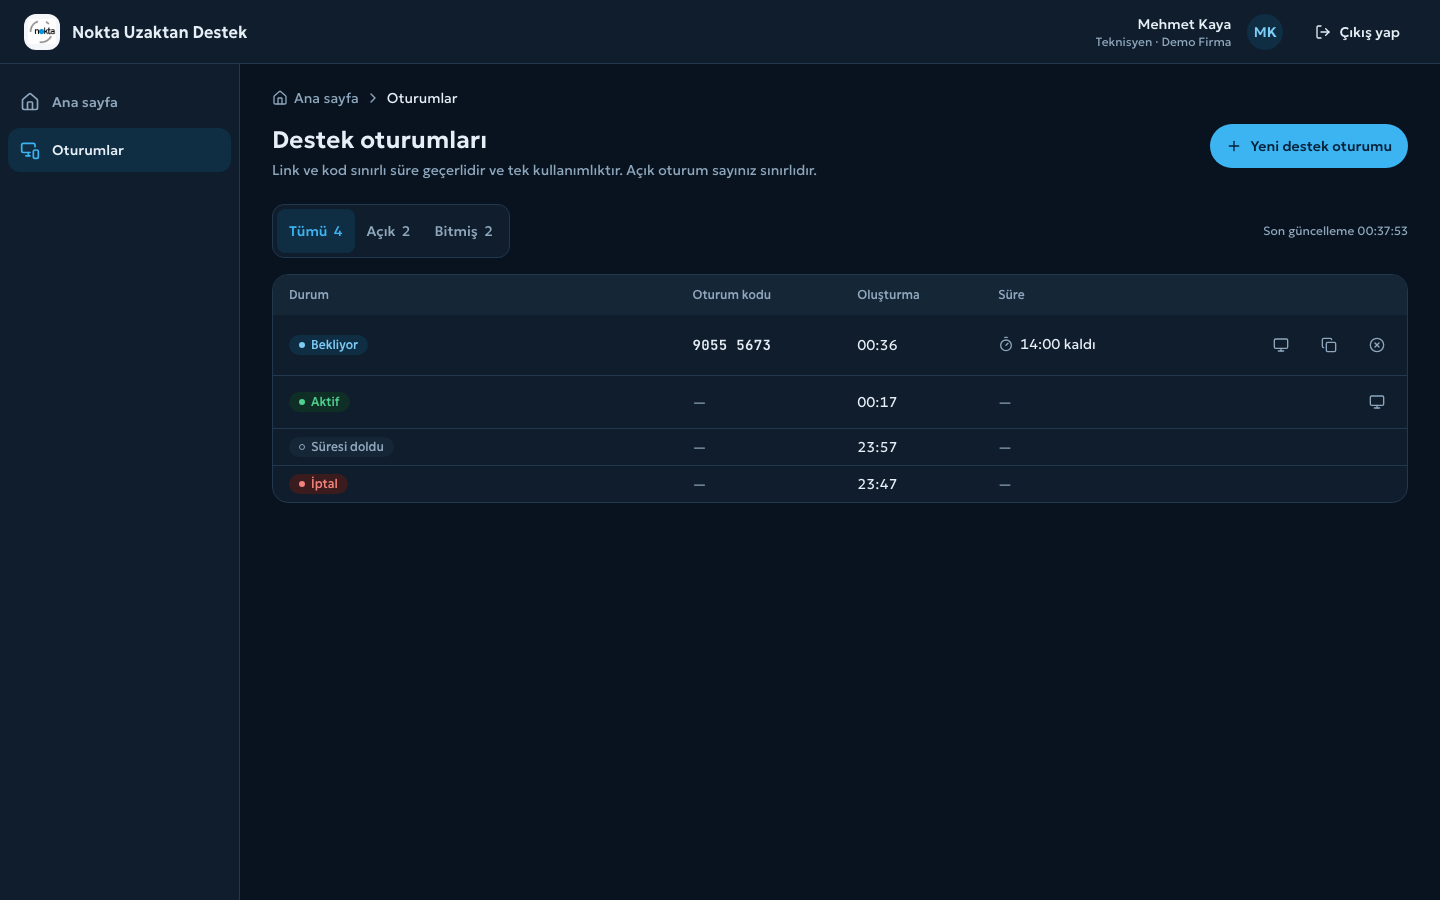 nokta
Nokta Uzaktan Destek
Mehmet Kaya
Teknisyen · Demo Firma
MK
Çıkış yap
Ana sayfa
Oturumlar
Ana sayfa > Oturumlar
Destek oturumları
Link ve kod sınırlı süre geçerlidir ve tek kullanımlıktır. Açık oturum sayınız sınırlıdır.
+ Yeni destek oturumu
Tümü 4 Açık 2 Bitmiş 2
Son güncelleme 00:37:53
Durum Oturum kodu Oluşturma Süre
Bekliyor 9055 5673 00:36 14:00 kaldı
Aktif — 00:17 —
Süresi doldu — 23:57 —
İptal — 23:47 —